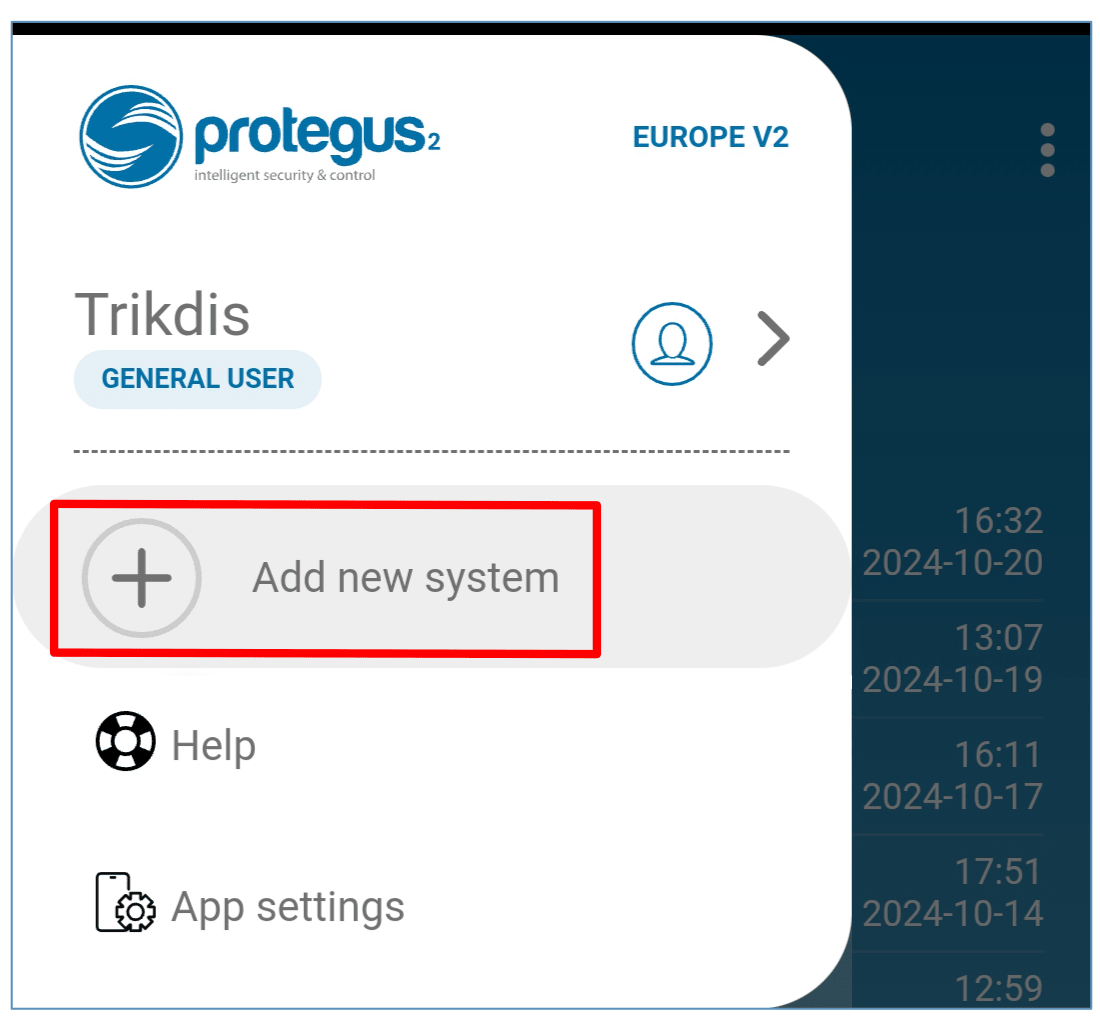 protegus2
intelligent security & control
EUROPE V2
Trikdis
GENERAL USER
Add new system
Help
App settings
16:32
2024-10-20
13:07
2024-10-19
16:11
2024-10-17
17:51
2024-10-14
12:59